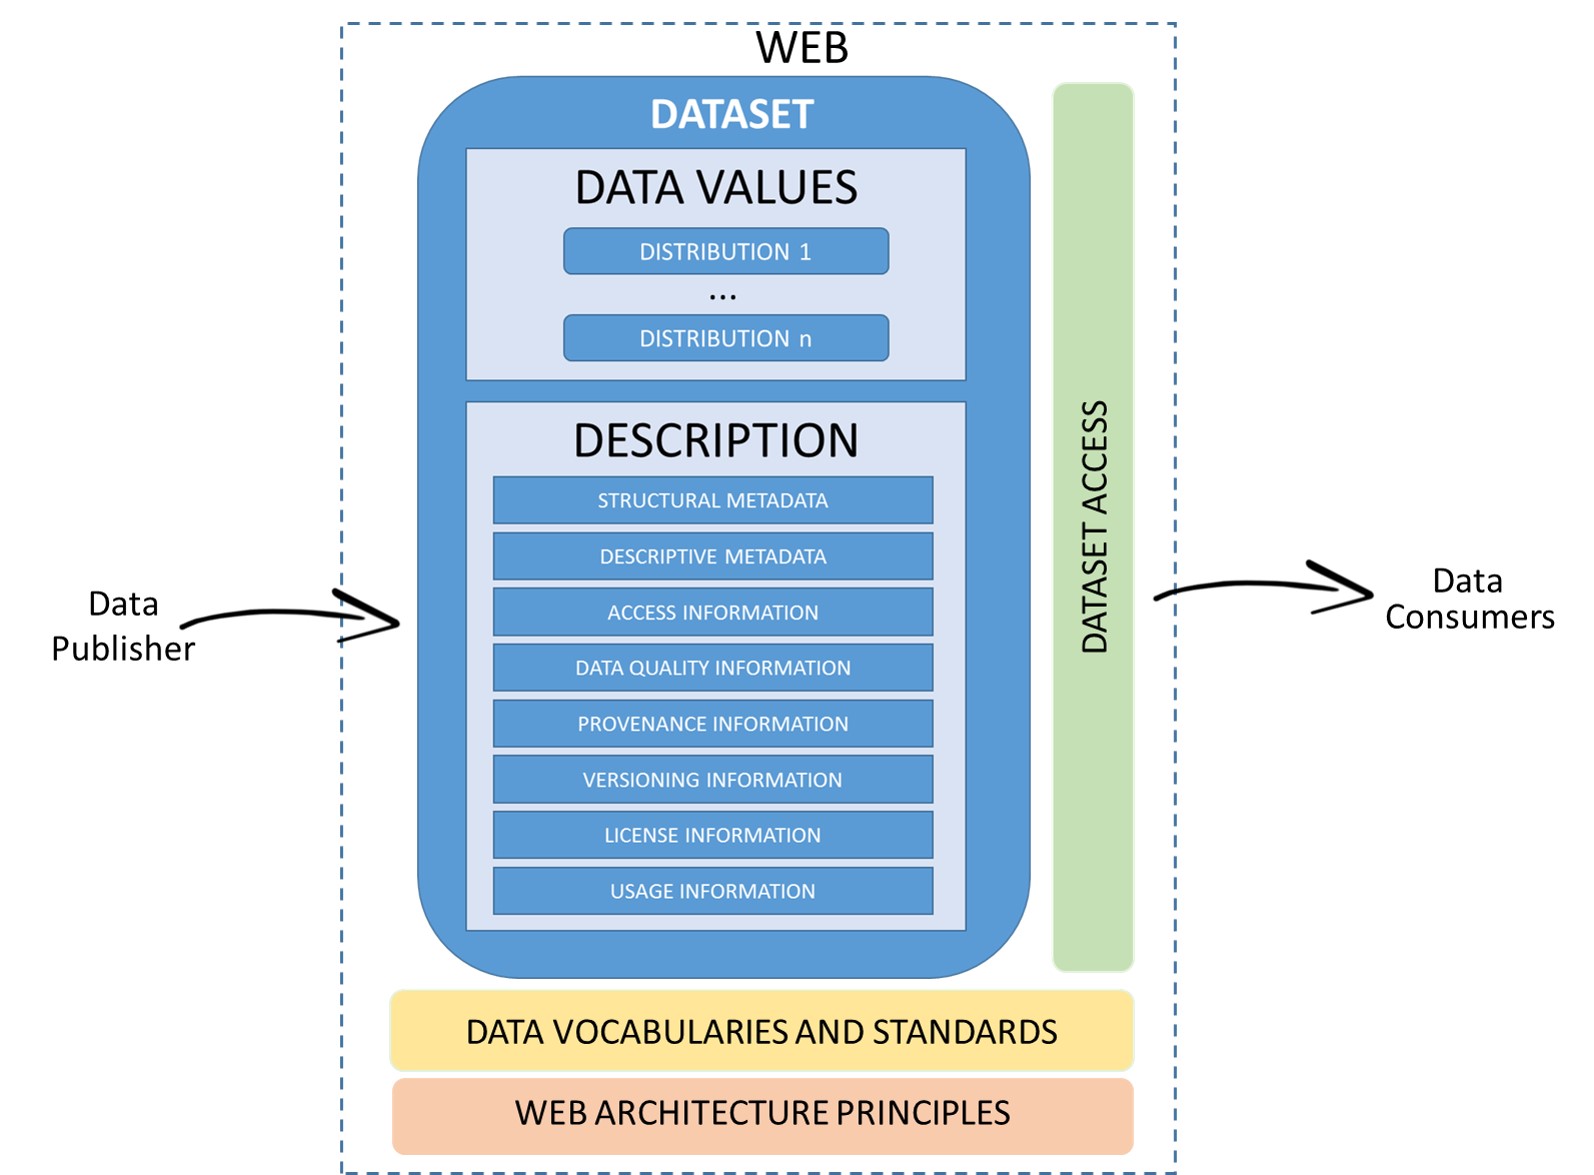 WEB
DATASET
DATA VALUES
DISTRIBUTION 1
...
DISTRIBUTION n
DESCRIPTION
STRUCTURAL METADATA
DESCRIPTIVE METADATA
ACCESS INFORMATION
DATA QUALITY INFORMATION
PROVENANCE INFORMATION
VERSIONING INFORMATION
LICENSE INFORMATION
USAGE INFORMATION
DATASET ACCESS
Data
Publisher
Data
Consumers
DATA VOCABULARIES AND STANDARDS
WEB ARCHITECTURE PRINCIPLES